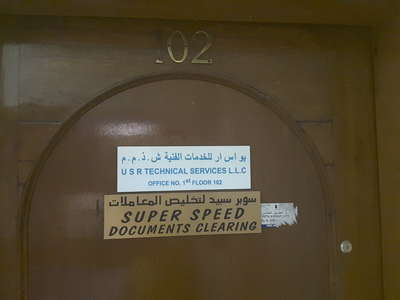 102
يو اس ار للخدمات الفنية ش.ذ.م.م
U S R TECHNICAL SERVICES L.L.C
OFFICE NO. 1st FLOOR 102
سوبر سبيد لتخليص المعاملات
SUPER SPEED
DOCUMENTS CLEARING